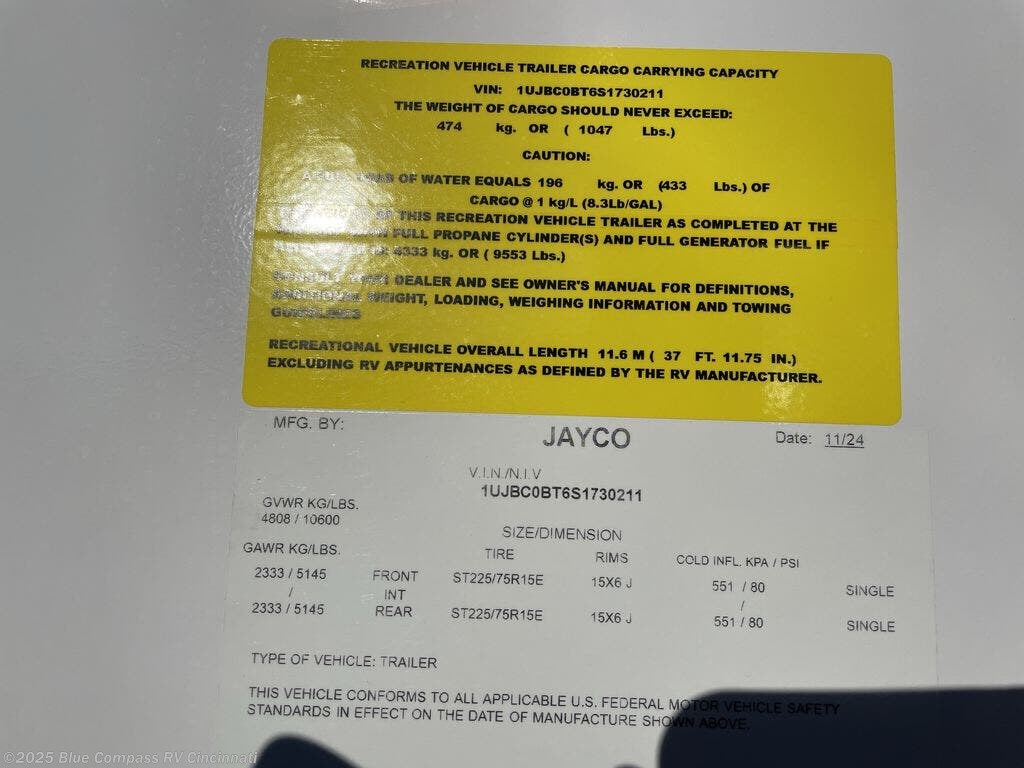 RECREATION VEHICLE TRAILER CARGO CARRYING CAPACITY
VIN: 1UJBC0BT6S1730211
THE WEIGHT OF CARGO SHOULD NEVER EXCEED:
474 kg. OR ( 1047 Lbs.)
CAUTION:
A FULL LOAD OF WATER EQUALS 196 kg. OR (433 Lbs.) OF
CARGO @ 1 kg/L (8.3Lb/GAL)
OF THIS RECREATION VEHICLE TRAILER AS COMPLETED AT THE
FULL PROPANE CYLINDER(S) AND FULL GENERATOR FUEL IF
4333 kg. OR ( 9553 Lbs.)
CONSULT YOUR DEALER AND SEE OWNER'S MANUAL FOR DEFINITIONS,
ADDITIONAL WEIGHT, LOADING, WEIGHING INFORMATION AND TOWING
GUIDELINES
RECREATIONAL VEHICLE OVERALL LENGTH 11.6 M ( 37 FT. 11.75 IN.)
EXCLUDING RV APPURTENANCES AS DEFINED BY THE RV MANUFACTURER.
MFG. BY: JAYCO Date: 11/24
V.I.N./N.I.V
1UJBC0BT6S1730211
GVWR KG/LBS.
4808 / 10600
SIZE/DIMENSION
GAWR KG/LBS. TIRE RIMS COLD INFL. KPA / PSI
2333 / 5145 FRONT ST225/75R15E 15X6 J 551 / 80 SINGLE
/ INT /
2333 / 5145 REAR ST225/75R15E 15X6 J 551 / 80 SINGLE
TYPE OF VEHICLE: TRAILER
THIS VEHICLE CONFORMS TO ALL APPLICABLE U.S. FEDERAL MOTOR VEHICLE SAFETY
STANDARDS IN EFFECT ON THE DATE OF MANUFACTURE SHOWN ABOVE.
©2025 Blue Compass RV Cincinnati